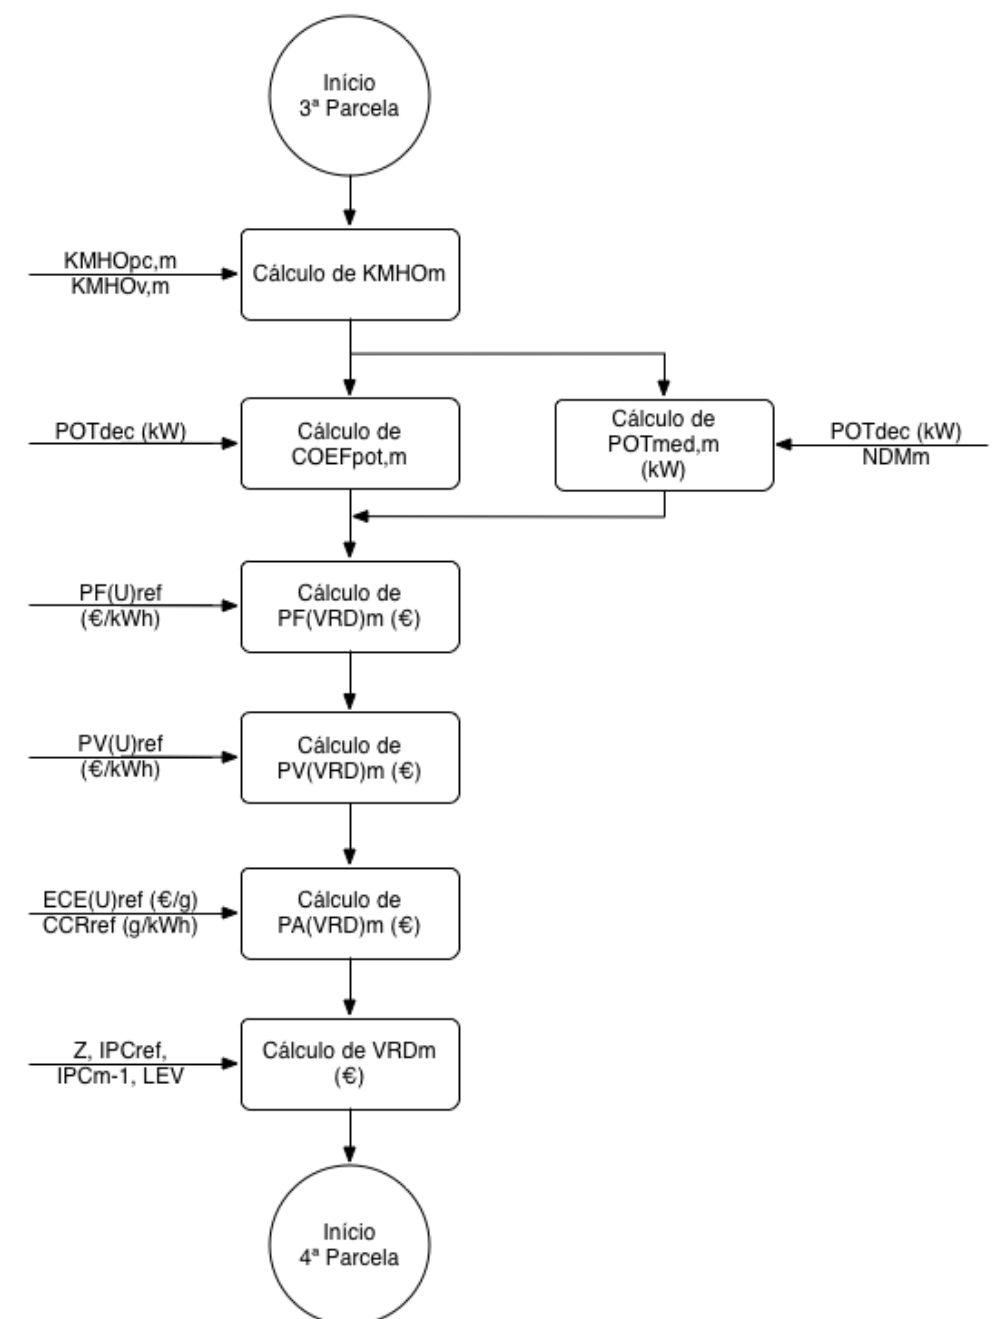 Início
3ª Parcela
KMHOpc,m
KMHOv,m
Cálculo de KMHOm
POTdec (kW)
Cálculo de
COEFpot,m
Cálculo de
POTmed,m
(kW)
POTdec (kW)
NDMm
PF(U)ref
(€/kWh)
Cálculo de
PF(VRD)m (€)
PV(U)ref
(€/kWh)
Cálculo de
PV(VRD)m (€)
ECE(U)ref (€/g)
CCRref (g/kWh)
Cálculo de
PA(VRD)m (€)
Z, IPCref,
IPCm-1, LEV
Cálculo de VRDm
(€)
Início
4ª Parcela